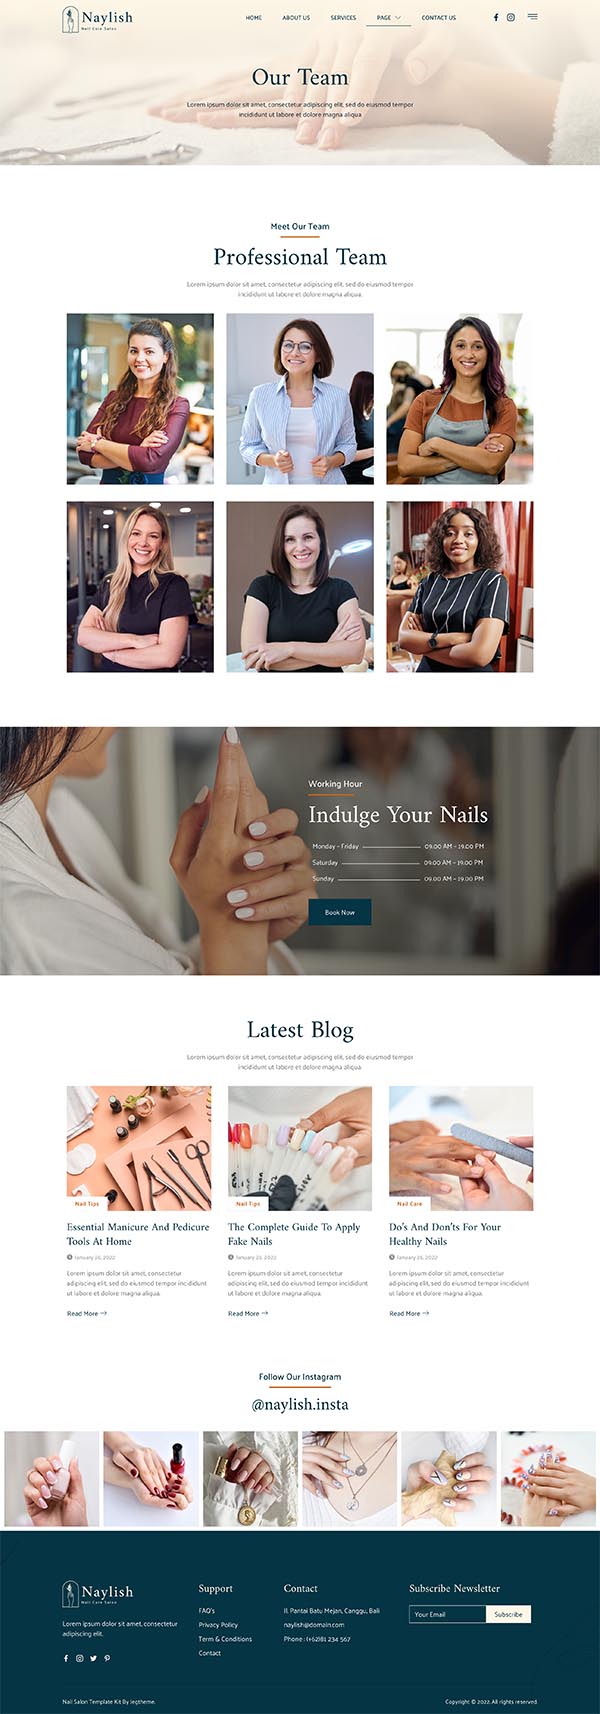 Naylish
Nail Care Salon
HOME ABOUT US SERVICES PAGE CONTACT US
Our Team
Lorem ipsum dolor sit amet, consectetur adipiscing elit, sed do eiusmod tempor
incididunt ut labore et dolore magna aliqua
Meet Our Team
Professional Team
Lorem ipsum dolor sit amet, consectetur adipiscing elit, sed do eiusmod tempor
incididunt ut labore et dolore magna aliqua.
Working Hour
Indulge Your Nails
Monday - Friday 09.00 AM - 19.00 PM
Saturday 09.00 AM - 19.00 PM
Sunday 09.00 AM - 19.00 PM
Book Now
Latest Blog
Lorem ipsum dolor sit amet, consectetur adipiscing elit, sed do eiusmod tempor
incididunt ut labore et dolore magna aliqua.
Nail Tips
Essential Manicure And Pedicure
Tools At Home
January 26, 2022
Lorem ipsum dolor sit amet, consectetur
adipiscing elit, sed do eiusmod tempor incididunt
ut labore et dolore magna aliqua.
Read More
Nail Tips
The Complete Guide To Apply
Fake Nails
January 25, 2022
Lorem ipsum dolor sit amet, consectetur
adipiscing elit, sed do eiusmod tempor incididunt
ut labore et dolore magna aliqua.
Read More
Nail Care
Do's And Don'ts For Your
Healthy Nails
January 25, 2022
Lorem ipsum dolor sit amet, consectetur
adipiscing elit, sed do eiusmod tempor incididunt
ut labore et dolore magna aliqua.
Read More
Follow Our Instagram
@naylish.insta
Naylish
Nail Care Salon
Lorem ipsum dolor sit amet, consectetur
adipiscing elit.
Support
FAQ's
Privacy Policy
Term & Conditions
Contact
Contact
Jl. Pantai Batu Mejan, Canggu, Bali
naylish@domain.com
Phone : (+62)81 234 567
Subscribe Newsletter
Your Email Subscribe
Nail Salon Template Kit By jegtheme.
Copyright © 2022. All rights reserved.